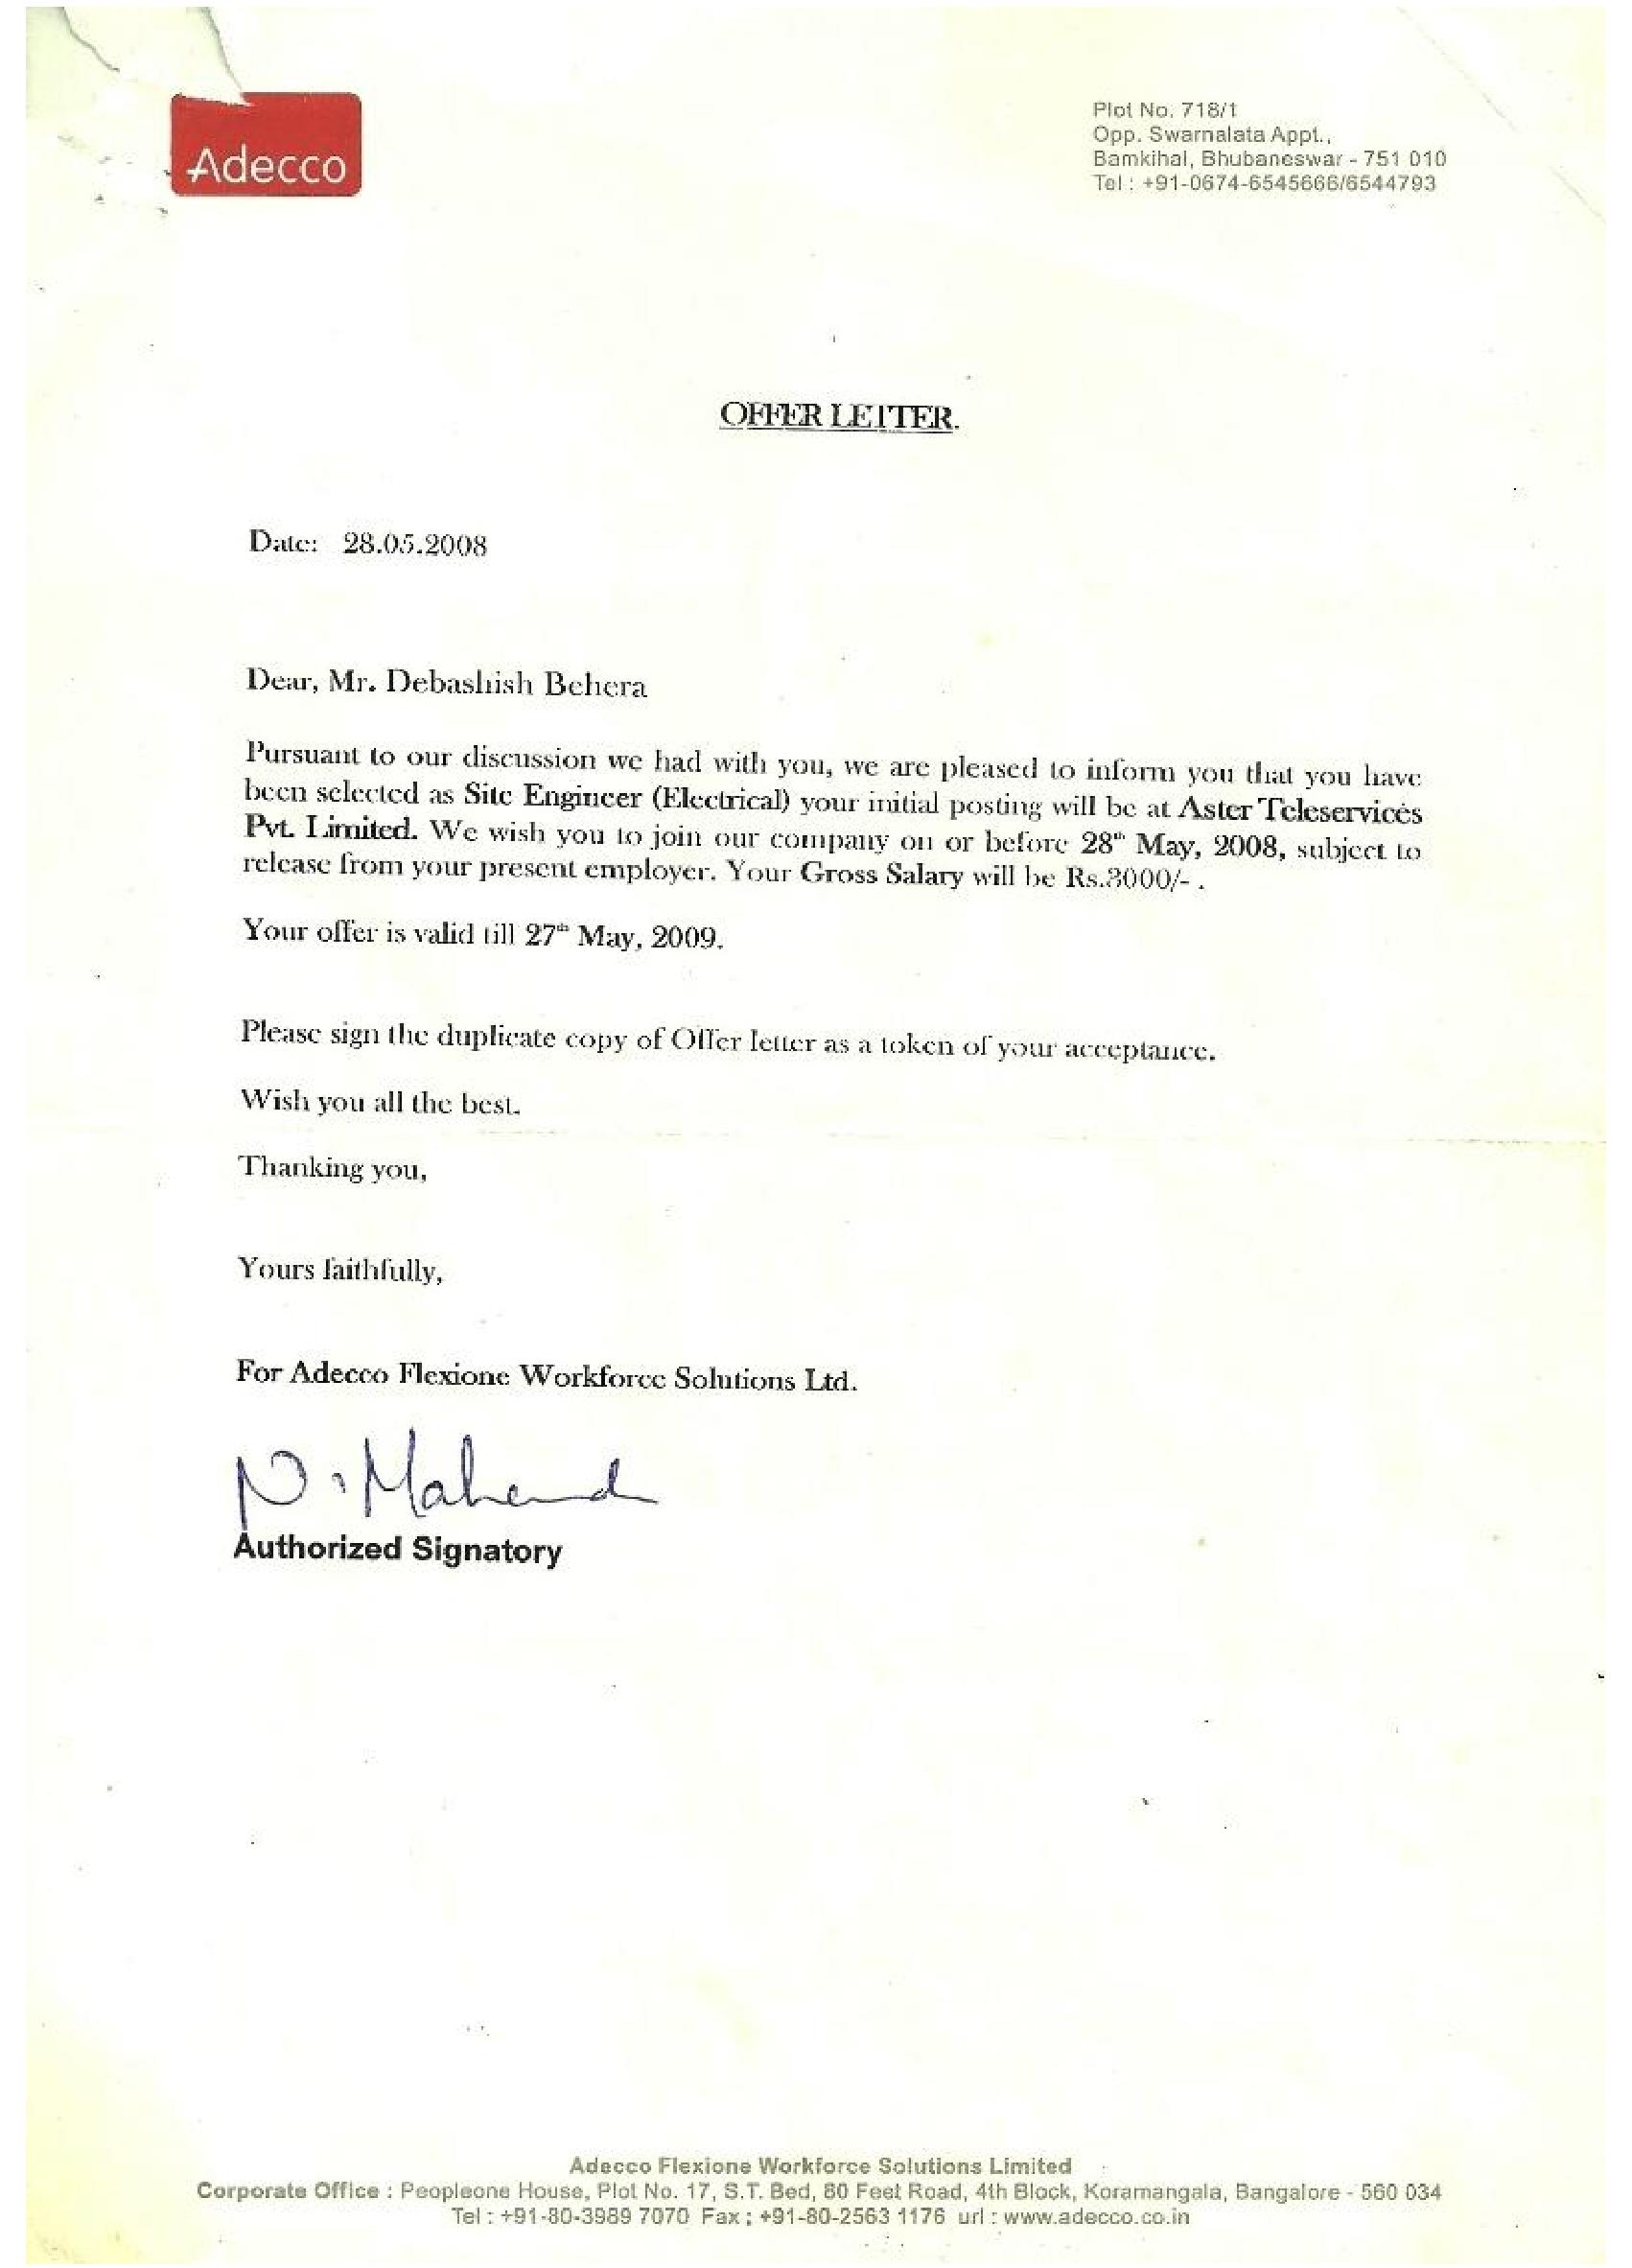 Adecco
Plot No. 718/1
Opp. Swarnalata Appt.,
Bamkihal, Bhubaneswar - 751 010
Tel : +91-0674-6545666/6544793
OFFER LETTER.
Date: 28.05.2008
Dear, Mr. Debashish Behera
Pursuant to our discussion we had with you, we are pleased to inform you that you have
been selected as Site Engineer (Electrical) your initial posting will be at Aster Teleservices
Pvt. Limited. We wish you to join our company on or before 28th May, 2008, subject to
release from your present employer. Your Gross Salary will be
Your offer is valid till 27th May, 2009.
Please sign the duplicate copy of Offer letter as a token of your acceptance.
Wish you all the best.
Thanking you,
Yours faithfully,
For Adecco Flexione Workforce Solutions Ltd.
Authorized Signatory
Adecco Flexione Workforce Solutions Limited
Corporate Office : Peopleone House, Plot No. 17, S.T. Bed, 80 Feet Road, 4th Block, Koramangala, Bangalore - 560 034
Tel : +91-80-3989 7070 Fax : +91-80-2563 1176 url : www.adecco.co.in